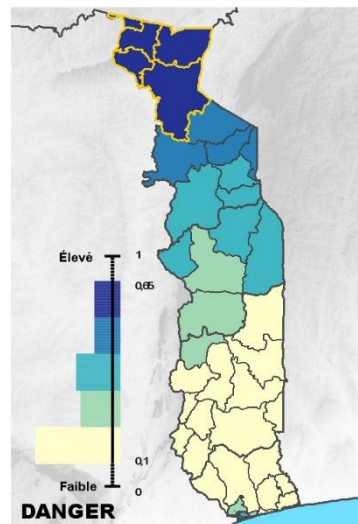 Élevé
1
0,65
0,1
Faible
0
DANGER